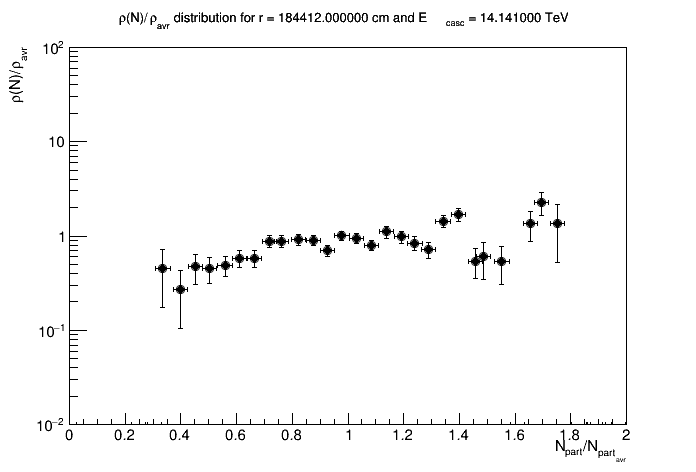 ρ(N)/ρavr distribution for r = 184412.000000 cm and E casc = 14.141000 TeV
ρ(N)/ρavr
10²
10
1
10⁻¹
10⁻²
0 0.2 0.4 0.6 0.8 1 1.2 1.4 1.6 1.8 2
Npart/Npartavr